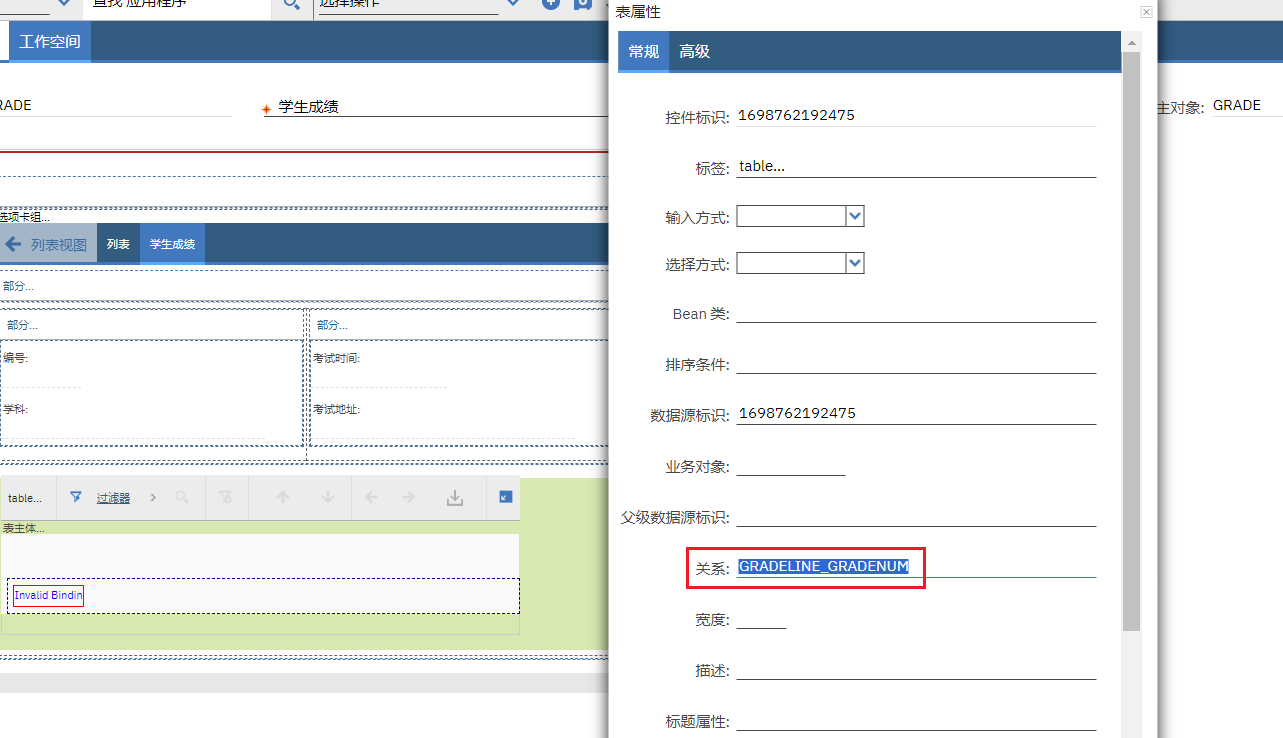 查找 应用程序
选择操作
工作空间
RADE
学生成绩
主对象: GRADE
选项卡组...
列表视图
列表
学生成绩
部分...
部分...
部分...
编号:
考试时间:
学科:
考试地址:
table...
过滤器
表主体...
Invalid Bindin
表属性
常规
高级
控件标识: 1698762192475
标签: table...
输入方式:
选择方式:
Bean 类:
排序条件:
数据源标识: 1698762192475
业务对象:
父级数据源标识:
关系: GRADELINE_GRADENUM
宽度:
描述:
标题属性: